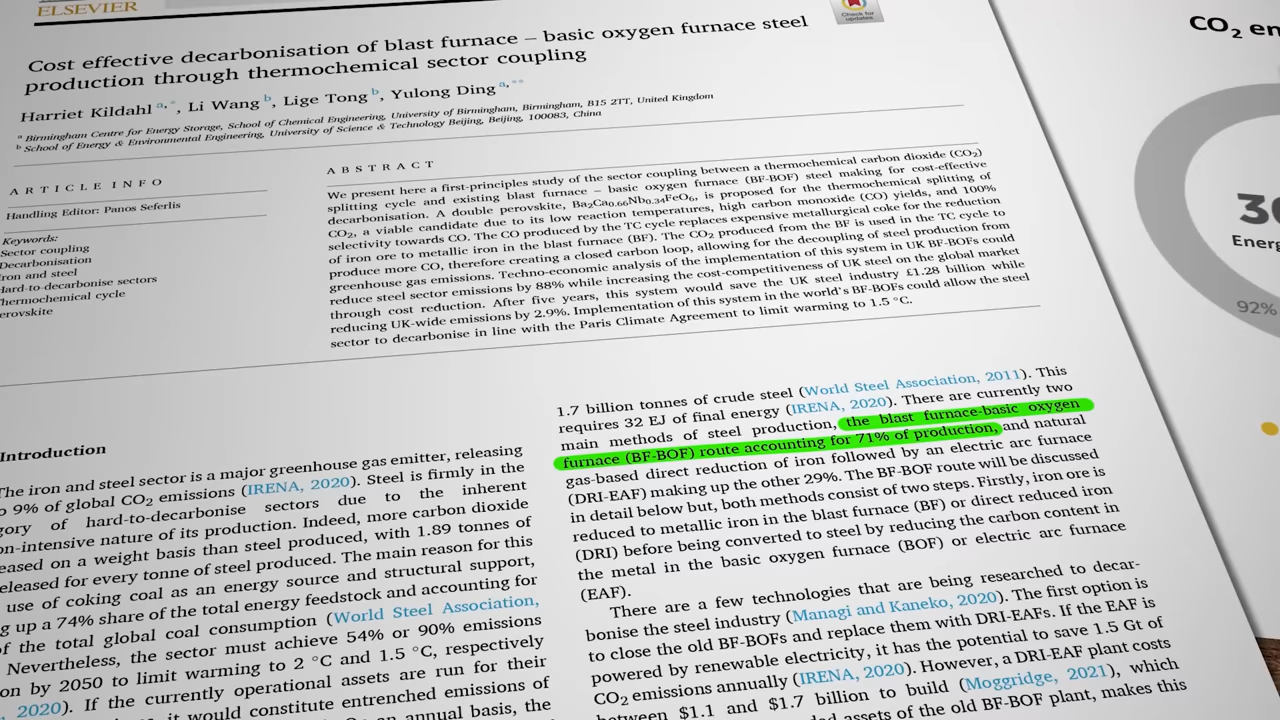 ELSEVIER
Check for
updates
Cost effective decarbonisation of blast furnace – basic oxygen furnace steel
production through thermochemical sector coupling
Harriet Kildahl a,*, Li Wang b, Lige Tong b, Yulong Ding a,**
a Birmingham Centre for Energy Storage, School of Chemical Engineering, University of Birmingham, Birmingham, B15 2TT, United Kingdom
b School of Energy & Environmental Engineering, University of Science & Technology Beijing, Beijing, 100083, China
ARTICLE INFO
Handling Editor: Panos Seferlis
Keywords:
Sector coupling
Decarbonisation
Iron and steel
Hard-to-decarbonise sectors
Thermochemical cycle
erovskite
ABSTRACT
We present here a first-principles study of the sector coupling between a thermochemical carbon dioxide (CO2)
splitting cycle and existing blast furnace – basic oxygen furnace (BF-BOF) steel making for cost-effective
decarbonisation. A double perovskite, Ba2Ca0.66Nb0.34FeO6, is proposed for the thermochemical splitting of
CO2, a viable candidate due to its low reaction temperatures, high carbon monoxide (CO) yields, and 100%
selectivity towards CO. The CO produced by the TC cycle replaces expensive metallurgical coke for the reduction
of iron ore to metallic iron in the blast furnace (BF). The CO2 produced from the BF is used in the TC cycle to
produce more CO, therefore creating a closed carbon loop, allowing for the decoupling of steel production from
greenhouse gas emissions. Techno-economic analysis of the implementation of this system in UK BF-BOFs could
reduce steel sector emissions by 88% while increasing the cost-competitiveness of UK steel on the global market
through cost reduction. After five years, this system would save the UK steel industry £1.28 billion while
reducing UK-wide emissions by 2.9%. Implementation of this system in the world's BF-BOFs could allow the steel
sector to decarbonise in line with the Paris Climate Agreement to limit warming to 1.5 °C.
Introduction
The iron and steel sector is a major greenhouse gas emitter, releasing
o 9% of global CO2 emissions (IRENA, 2020). Steel is firmly in the
gory of hard-to-decarbonise sectors due to the inherent
on-intensive nature of its production. Indeed, more carbon dioxide
eased on a weight basis than steel produced, with 1.89 tonnes of
eleased for every tonne of steel produced. The main reason for this
use of coking coal as an energy source and structural support,
g up a 74% share of the total energy feedstock and accounting for
of the total global coal consumption (World Steel Association,
Nevertheless, the sector must achieve 54% or 90% emissions
on by 2050 to limit warming to 2 °C and 1.5 °C, respectively
, 2020). If the currently operational assets are run for their
it would constitute entrenched emissions of
on annual basis, the
1.7 billion tonnes of crude steel (World Steel Association, 2011). This
requires 32 EJ of final energy (IRENA, 2020). There are currently two
main methods of steel production, the blast furnace-basic oxygen
furnace (BF-BOF) route accounting for 71% of production, and natural
gas-based direct reduction of iron followed by an electric arc furnace
(DRI-EAF) making up the other 29%. The BF-BOF route will be discussed
in detail below but, both methods consist of two steps. Firstly, iron ore is
reduced to metallic iron in the blast furnace (BF) or direct reduced iron
(DRI) before being converted to steel by reducing the carbon content in
the metal in the basic oxygen furnace (BOF) or electric arc furnace
(EAF).
There are a few technologies that are being researched to decar-
bonise the steel industry (Managi and Kaneko, 2020). The first option is
to close the old BF-BOFs and replace them with DRI-EAFs. If the EAF is
powered by renewable electricity, it has the potential to save 1.5 Gt of
CO2 emissions annually (IRENA, 2020). However, a DRI-EAF plant costs
between $1.1 and $1.7 billion to build (Moggridge, 2021), which
ded assets of the old BF-BOF plant, makes this
CO2 en
36
Energ
92%